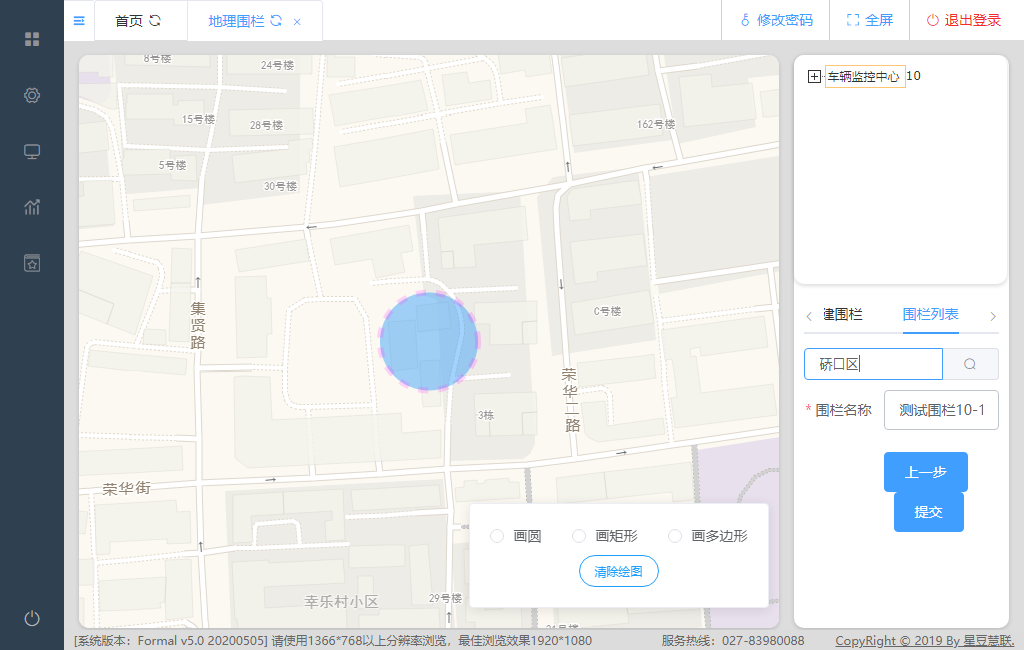 首页
地理围栏
修改密码
全屏
退出登录
8号楼
24号楼
15号楼
28号楼
162号楼
5号楼
30号楼
集贤路
C号楼
荣华二路
3栋
荣华街
幸乐村小区
29号楼
车辆监控中心 10
建围栏
围栏列表
硚口区
* 围栏名称
测试围栏10-1
上一步
提交
画圆
画矩形
画多边形
清除绘图
[系统版本：Formal v5.0 20200505] 请使用1366*768以上分辨率浏览，最佳浏览效果1920*1080
服务热线：027-83980088
CopyRight © 2019 By 星豆慧联.